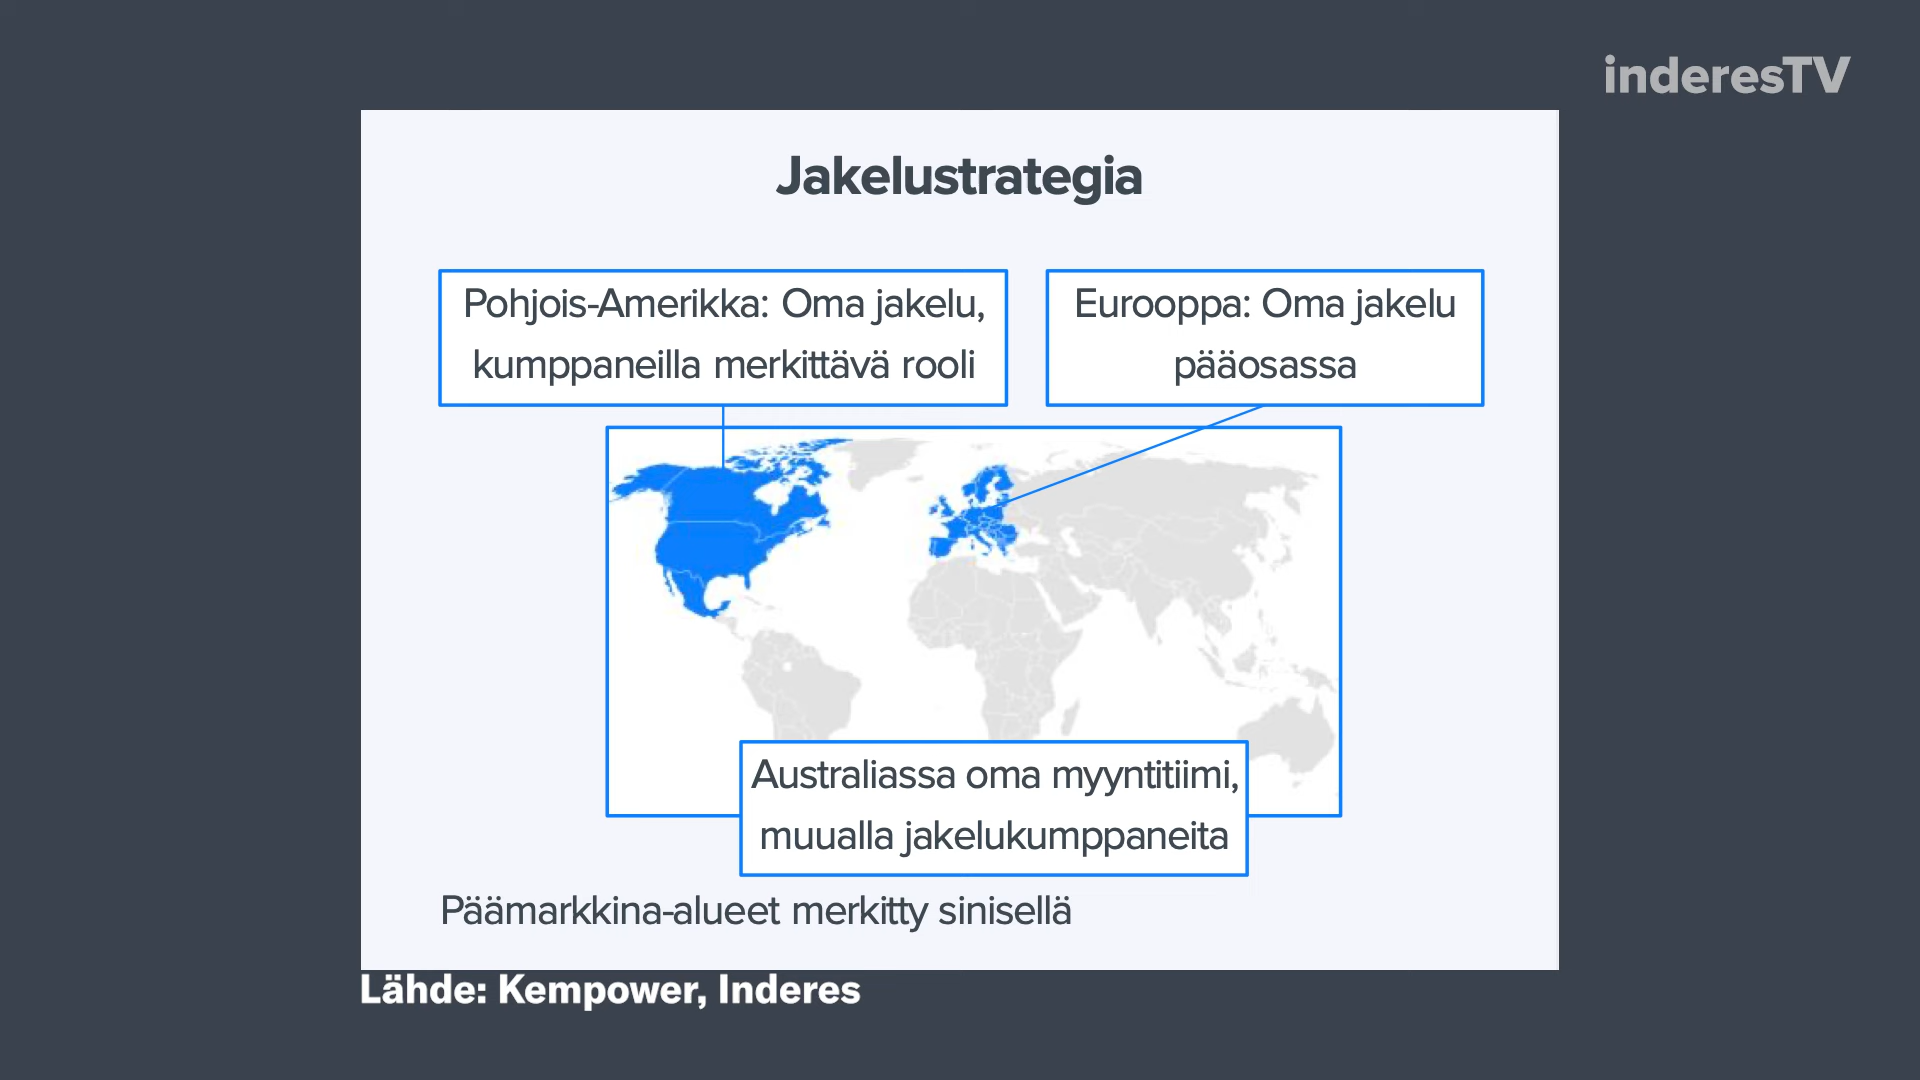 inderesTV
Jakelustrategia
Pohjois-Amerikka: Oma jakelu,
kumppaneilla merkittävä rooli
Eurooppa: Oma jakelu
pääosassa
Australiassa oma myyntitiimi,
muualla jakelukumppaneita
Päämarkkina-alueet merkitty sinisellä
Lähde: Kempower, Inderes